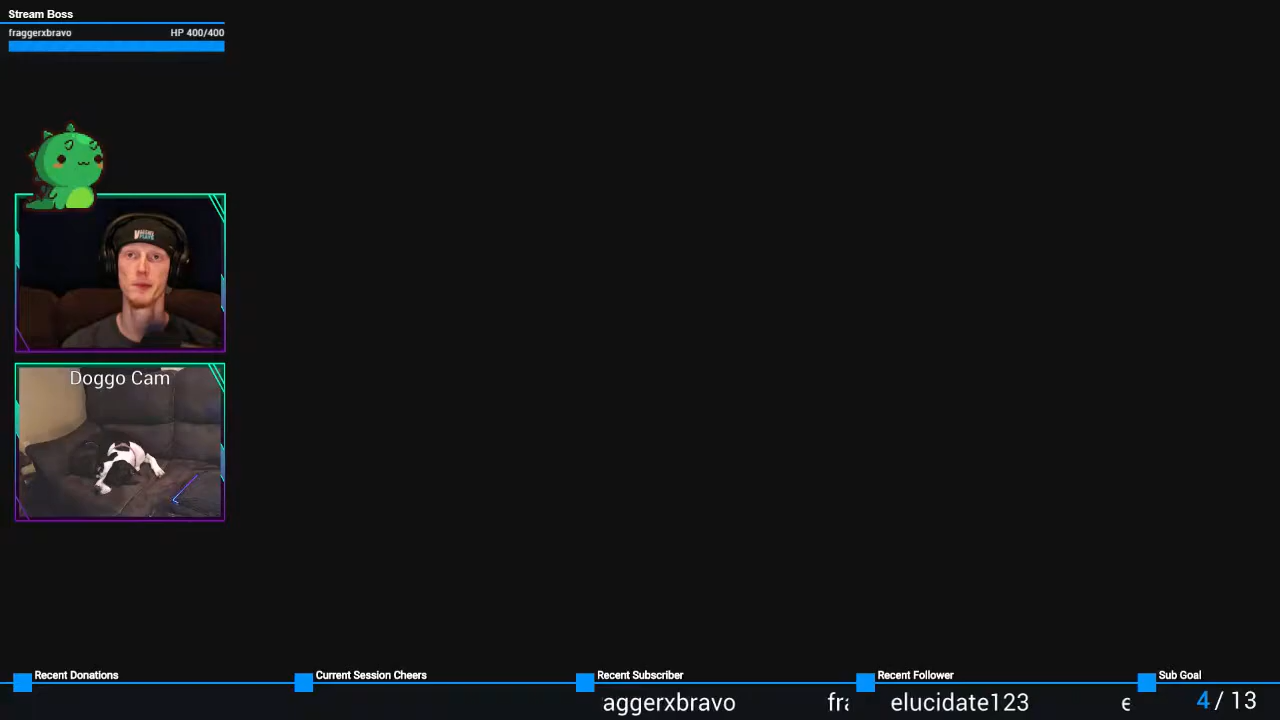 Stream Boss
fraggerxbravo HP 400/400
Doggo Cam
Recent Donations
Current Session Cheers
Recent Subscriber
aggerxbravo fra
Recent Follower
elucidate123 e
Sub Goal
4 / 13